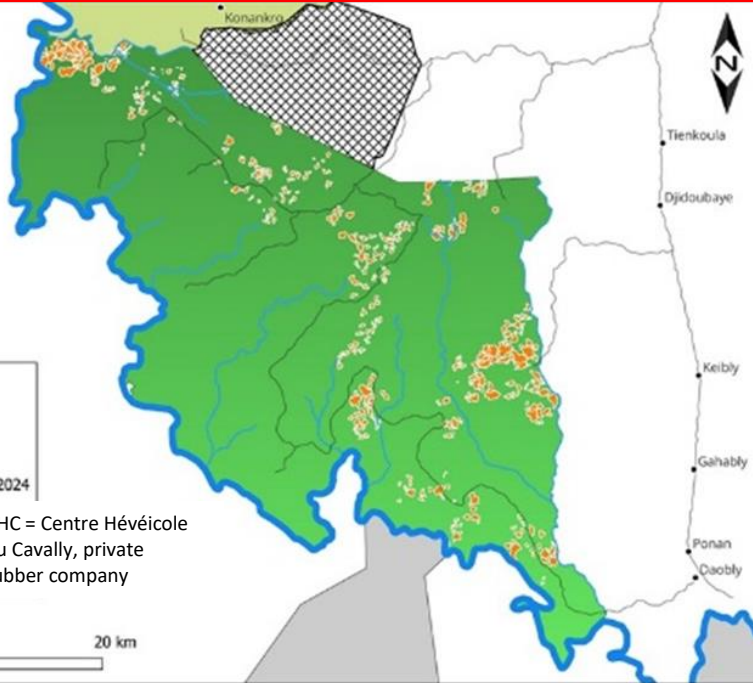 Konankro
N
Tienkoula
Djidoubaye
Keibly
2024
Gahably
HC = Centre Hévéicole
u Cavally, private
ubber company
Ponan
Daobly
20 km